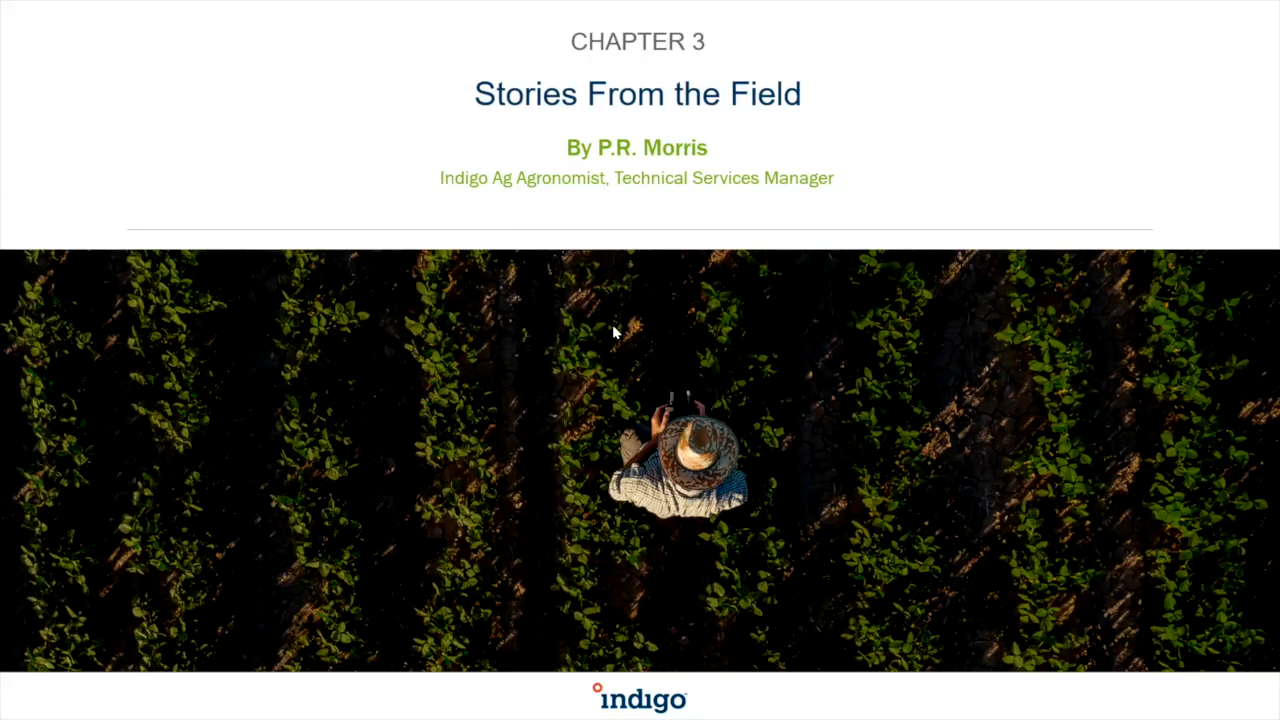 CHAPTER 3
Stories From the Field
By P.R. Morris
Indigo Ag Agronomist, Technical Services Manager
indigo